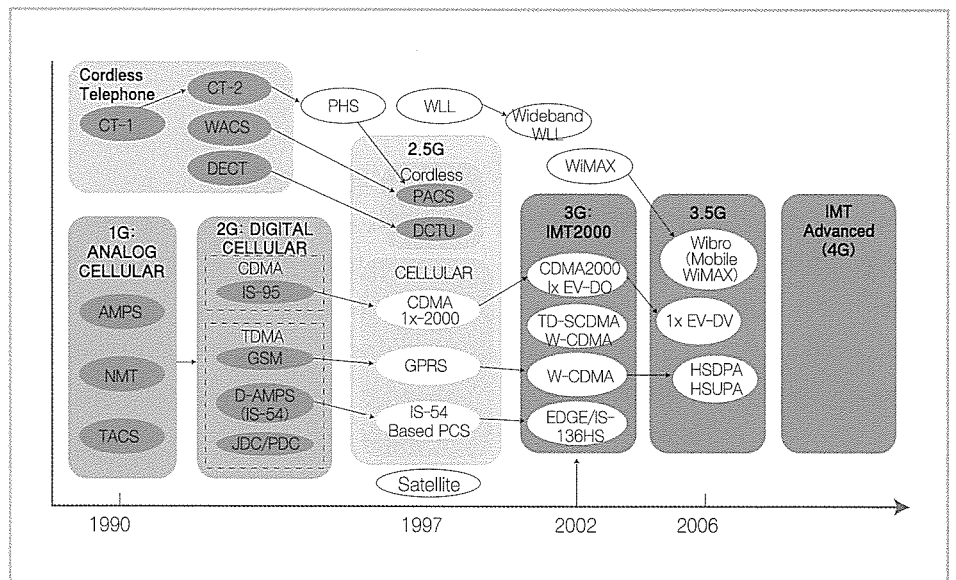 Cordless
Telephone
CT-1
CT-2
WACS
DECT
PHS
WLL
Wideband
WLL
WiMAX
2.5G
Cordless
PACS
DCTU
CELLULAR
CDMA
1x-2000
GPRS
IS-54
Based PCS
Satellite
1G:
ANALOG
CELLULAR
AMPS
NMT
TACS
2G: DIGITAL
CELLULAR
CDMA
IS-95
TDMA
GSM
D-AMPS
(IS-54)
JDC/PDC
3G:
IMT2000
CDMA2000
Ix EV-DO
TD-SCDMA
W-CDMA
W-CDMA
EDGE/IS-
136HS
3.5G
Wibro
(Mobile
WiMAX)
1x EV-DV
HSDPA
HSUPA
IMT
Advanced
(4G)
1990
1997
2002
2006